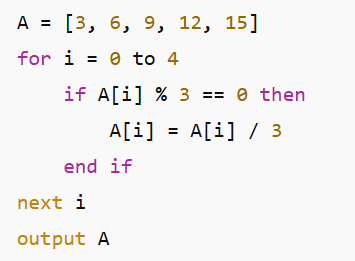 A = [3, 6, 9, 12, 15]
for i = 0 to 4
    if A[i] % 3 == 0 then
        A[i] = A[i] / 3
    end if
next i
output A